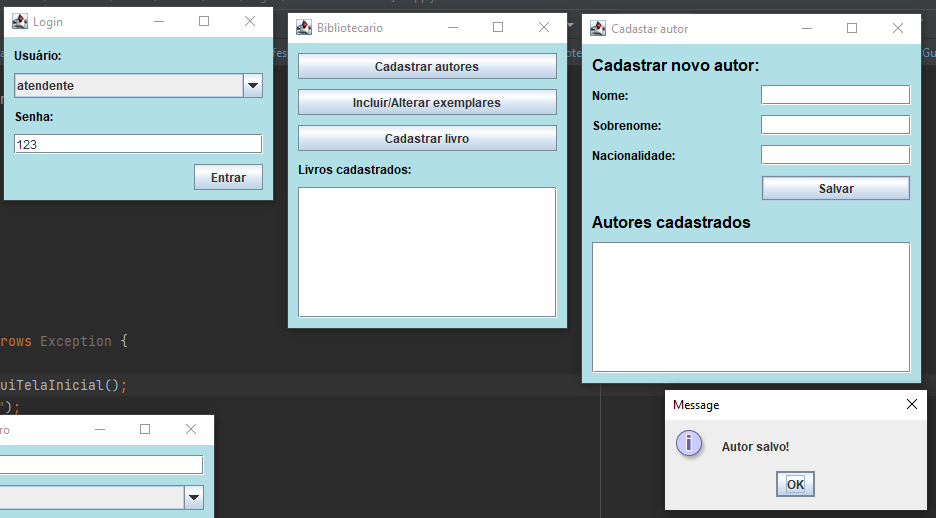 Login
Usuário:
atendente
Senha:
123
Entrar
Bibliotecario
Cadastrar autores
Incluir/Alterar exemplares
Cadastrar livro
Livros cadastrados:
Cadastar autor
Cadastrar novo autor:
Nome:
Sobrenome:
Nacionalidade:
Salvar
Autores cadastrados
Message
Autor salvo!
OK
rows Exception {
uiTelaInicial();
");
ro
Gu